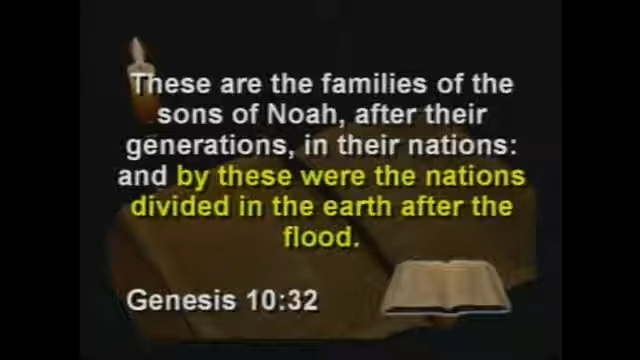 These are the families of the
sons of Noah, after their
generations, in their nations:
and by these were the nations
divided in the earth after the
flood.
Genesis 10:32